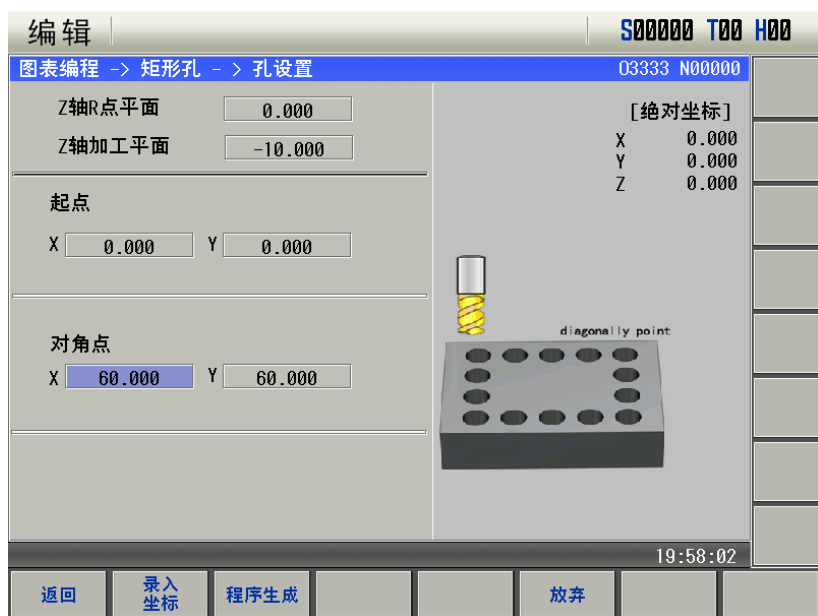 编辑 S00000 T00 H00
图表编程 -> 矩形孔 - > 孔设置 O3333 N00000
Z轴R点平面 0.000
Z轴加工平面 -10.000
起点
X 0.000 Y 0.000
对角点
X 60.000 Y 60.000
[绝对坐标]
X 0.000
Y 0.000
Z 0.000
diagonally point
19:58:02
返回 录入坐标 程序生成 放弃